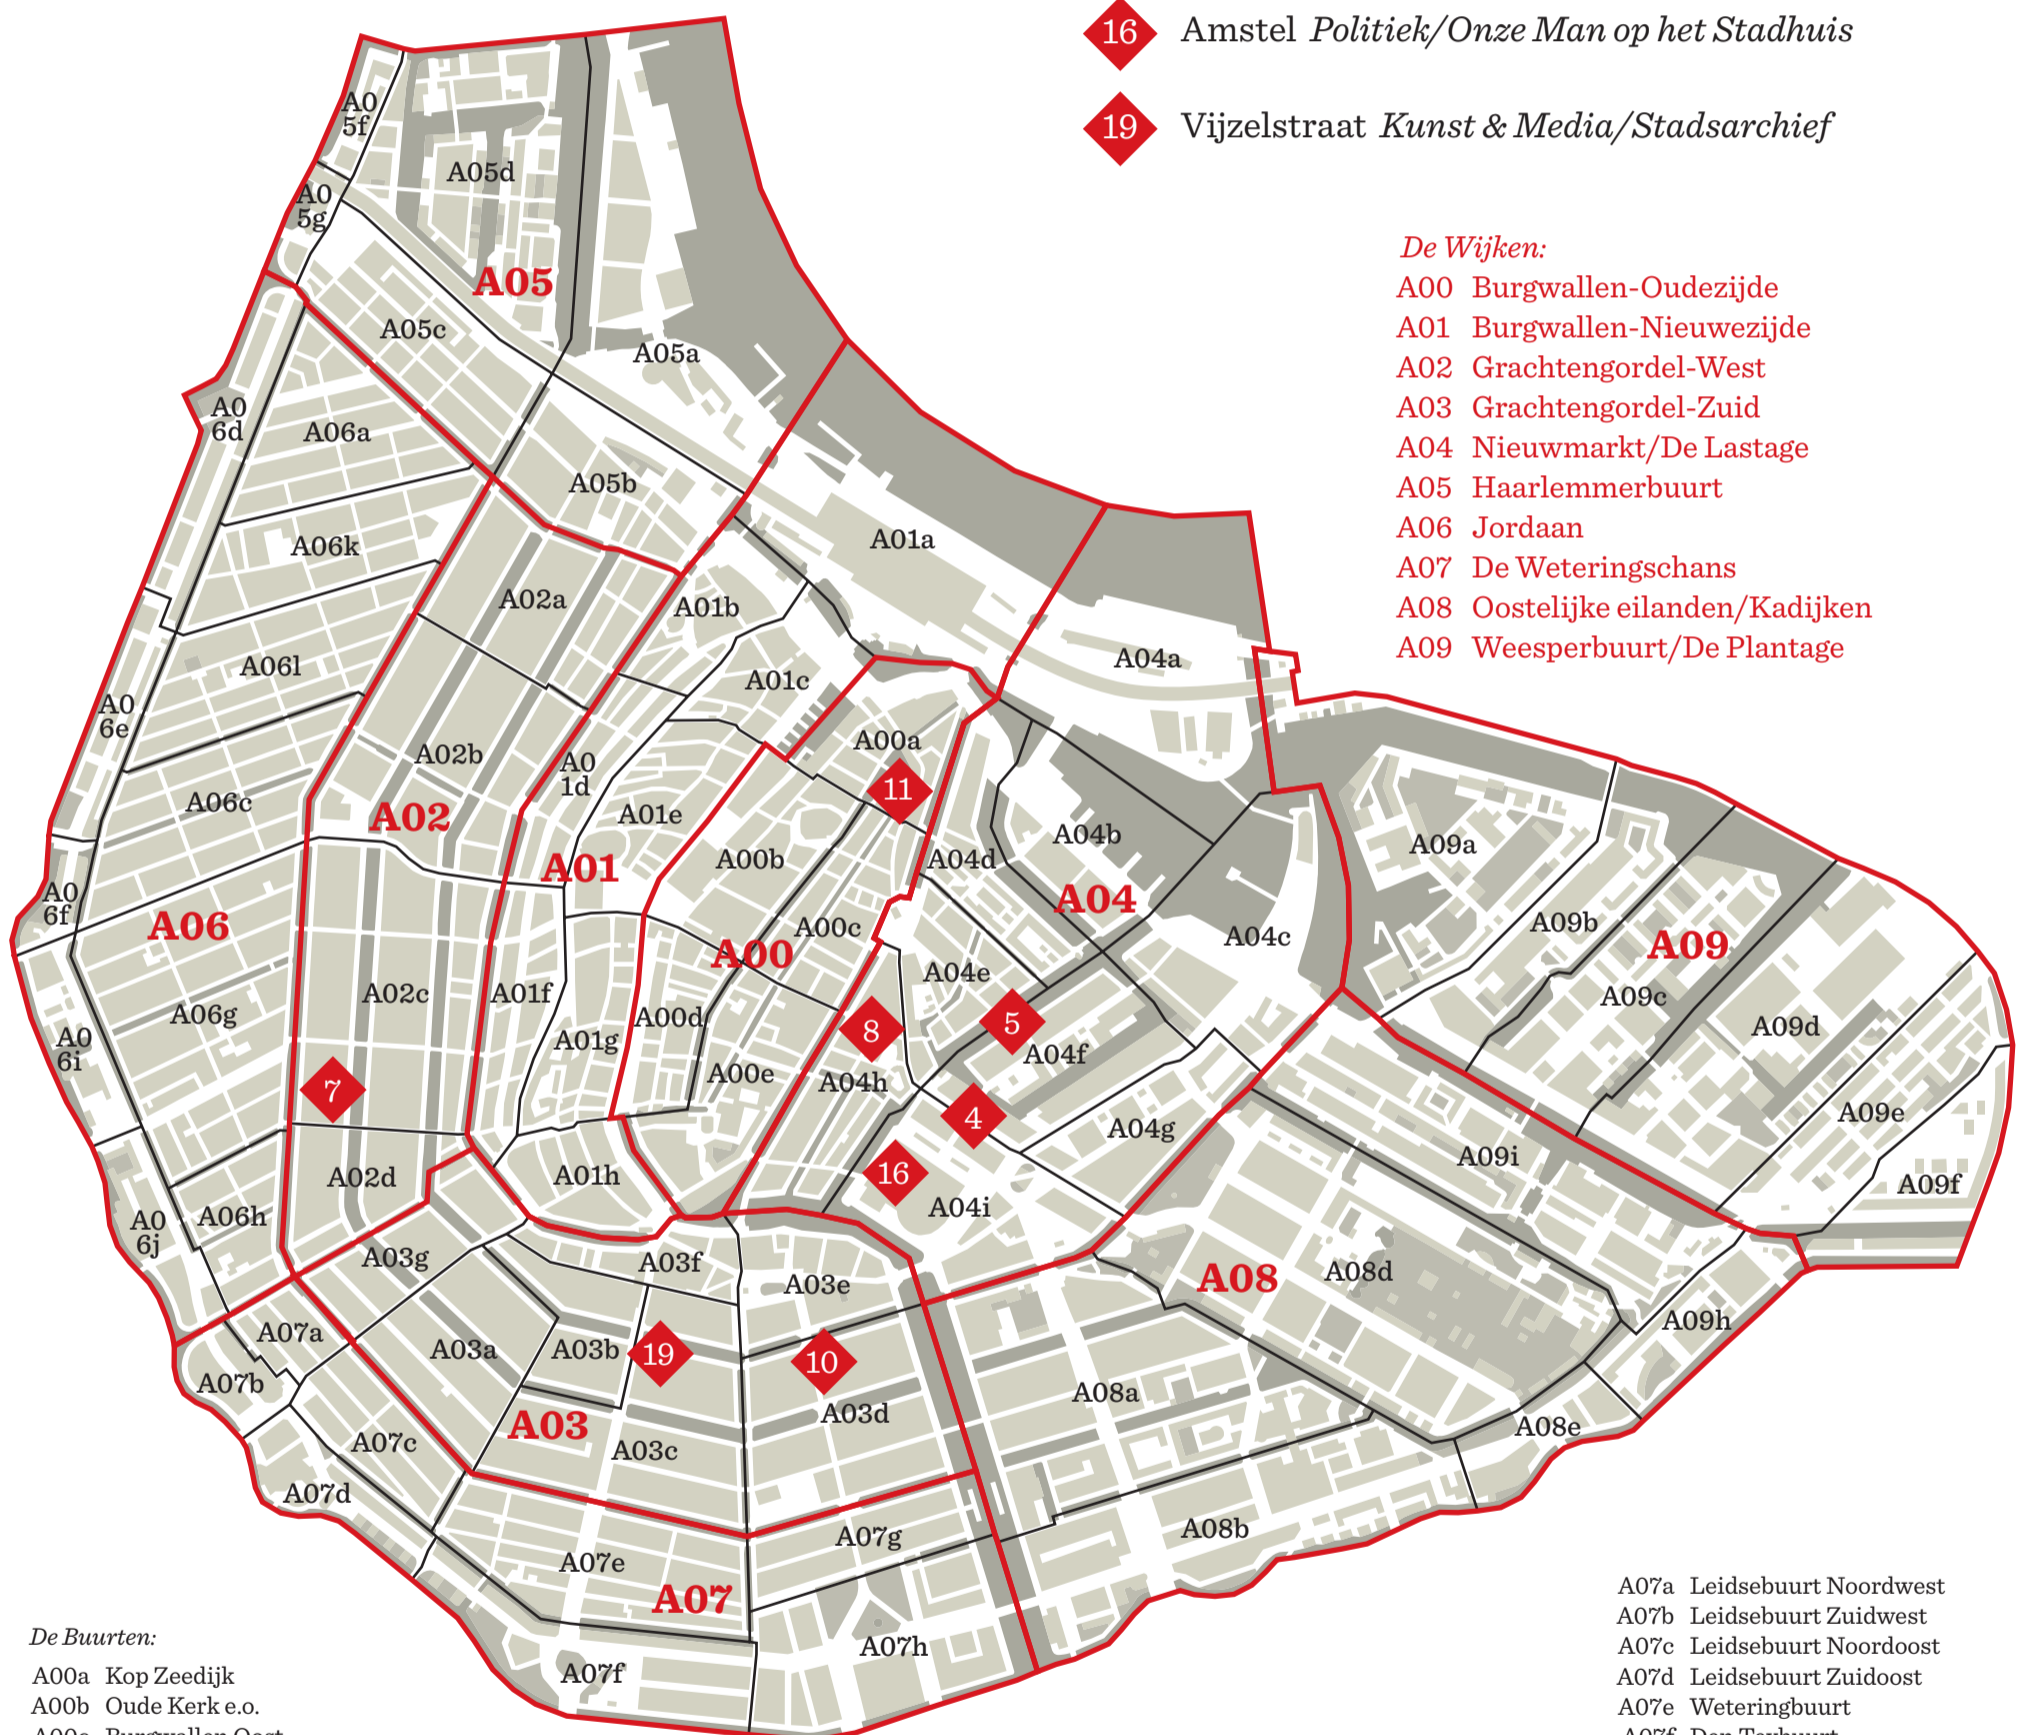 16 Amstel Politiek/Onze Man op het Stadhuis
19 Vijzelstraat Kunst & Media/Stadsarchief
De Wijken:
A00 Burgwallen-Oudezijde
A01 Burgwallen-Nieuwezijde
A02 Grachtengordel-West
A03 Grachtengordel-Zuid
A04 Nieuwmarkt/De Lastage
A05 Haarlemmerbuurt
A06 Jordaan
A07 De Weteringschans
A08 Oostelijke eilanden/Kadijken
A09 Weesperbuurt/De Plantage
A0
5f
A05d
A0
5g
A05
A05c
A05a
A0
6d
A06a
A05b
A01a
A06k
A02a
A01b
A04a
A06l
A01c
A0
6e
A02b
A00a
A0
1d
11
A06c
A02
A01e
A04b
A09a
A00b
A04d
A01
A0
6f
A06
A04
A00c
A09b
A04c
A09
A00
A04e
A02c
A01f
A09c
A06g
A00d
8
5
A09d
A0
6i
A01g
A04f
A00e
A04h
7
4
A09e
A04g
A09i
A02d
A01h
16
A09f
A06h
A04i
A0
6j
A03g
A03f
A08
A08d
A03e
A07a
A09h
A03a
A03b
19
10
A07b
A08a
A03
A03d
A08e
A07c
A03c
A07d
A08b
A07g
A07e
A07
A07h
A07f
De Buurten:
A00a Kop Zeedijk
A00b Oude Kerk e.o.
A07a Leidsebuurt Noordwest
A07b Leidsebuurt Zuidwest
A07c Leidsebuurt Noordoost
A07d Leidsebuurt Zuidoost
A07e Weteringbuurt